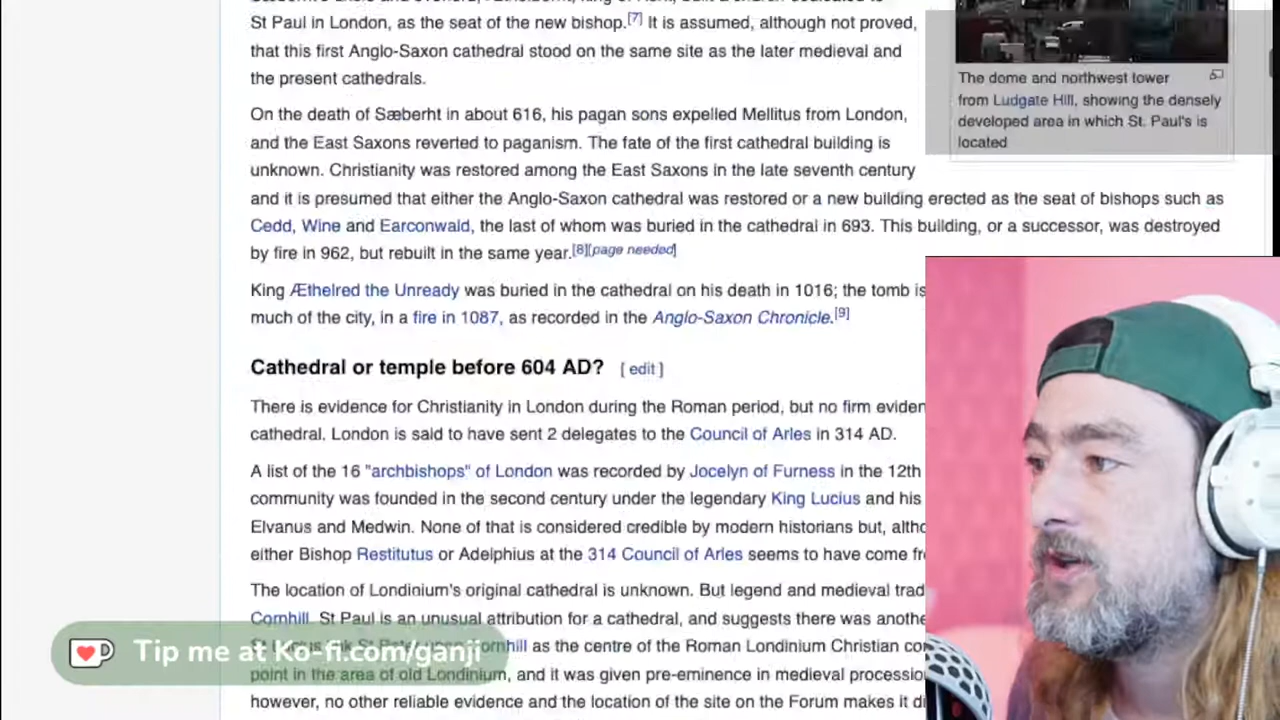 St Paul in London, as the seat of the new bishop.[7] It is assumed, although not proved,
that this first Anglo-Saxon cathedral stood on the same site as the later medieval and
the present cathedrals.
The dome and northwest tower
from Ludgate Hill, showing the densely
developed area in which St. Paul's is
located
On the death of Sæberht in about 616, his pagan sons expelled Mellitus from London,
and the East Saxons reverted to paganism. The fate of the first cathedral building is
unknown. Christianity was restored among the East Saxons in the late seventh century
and it is presumed that either the Anglo-Saxon cathedral was restored or a new building erected as the seat of bishops such as
Cedd, Wine and Earconwald, the last of whom was buried in the cathedral in 693. This building, or a successor, was destroyed
by fire in 962, but rebuilt in the same year.[8][page needed]
King Æthelred the Unready was buried in the cathedral on his death in 1016; the tomb is
much of the city, in a fire in 1087, as recorded in the Anglo-Saxon Chronicle.[9]
Cathedral or temple before 604 AD? [ edit ]
There is evidence for Christianity in London during the Roman period, but no firm eviden
cathedral. London is said to have sent 2 delegates to the Council of Arles in 314 AD.
A list of the 16 "archbishops" of London was recorded by Jocelyn of Furness in the 12th
community was founded in the second century under the legendary King Lucius and his
Elvanus and Medwin. None of that is considered credible by modern historians but, altho
either Bishop Restitutus or Adelphius at the 314 Council of Arles seems to have come fr
The location of Londinium's original cathedral is unknown. But legend and medieval trad
Cornhill. St Paul is an unusual attribution for a cathedral, and suggests there was anothe
as the centre of the Roman Londinium Christian co
point in the area of old Londinium, and it was given pre-eminence in medieval processio
however, no other reliable evidence and the location of the site on the Forum makes it di
Tip me at Ko-fi.com/ganji